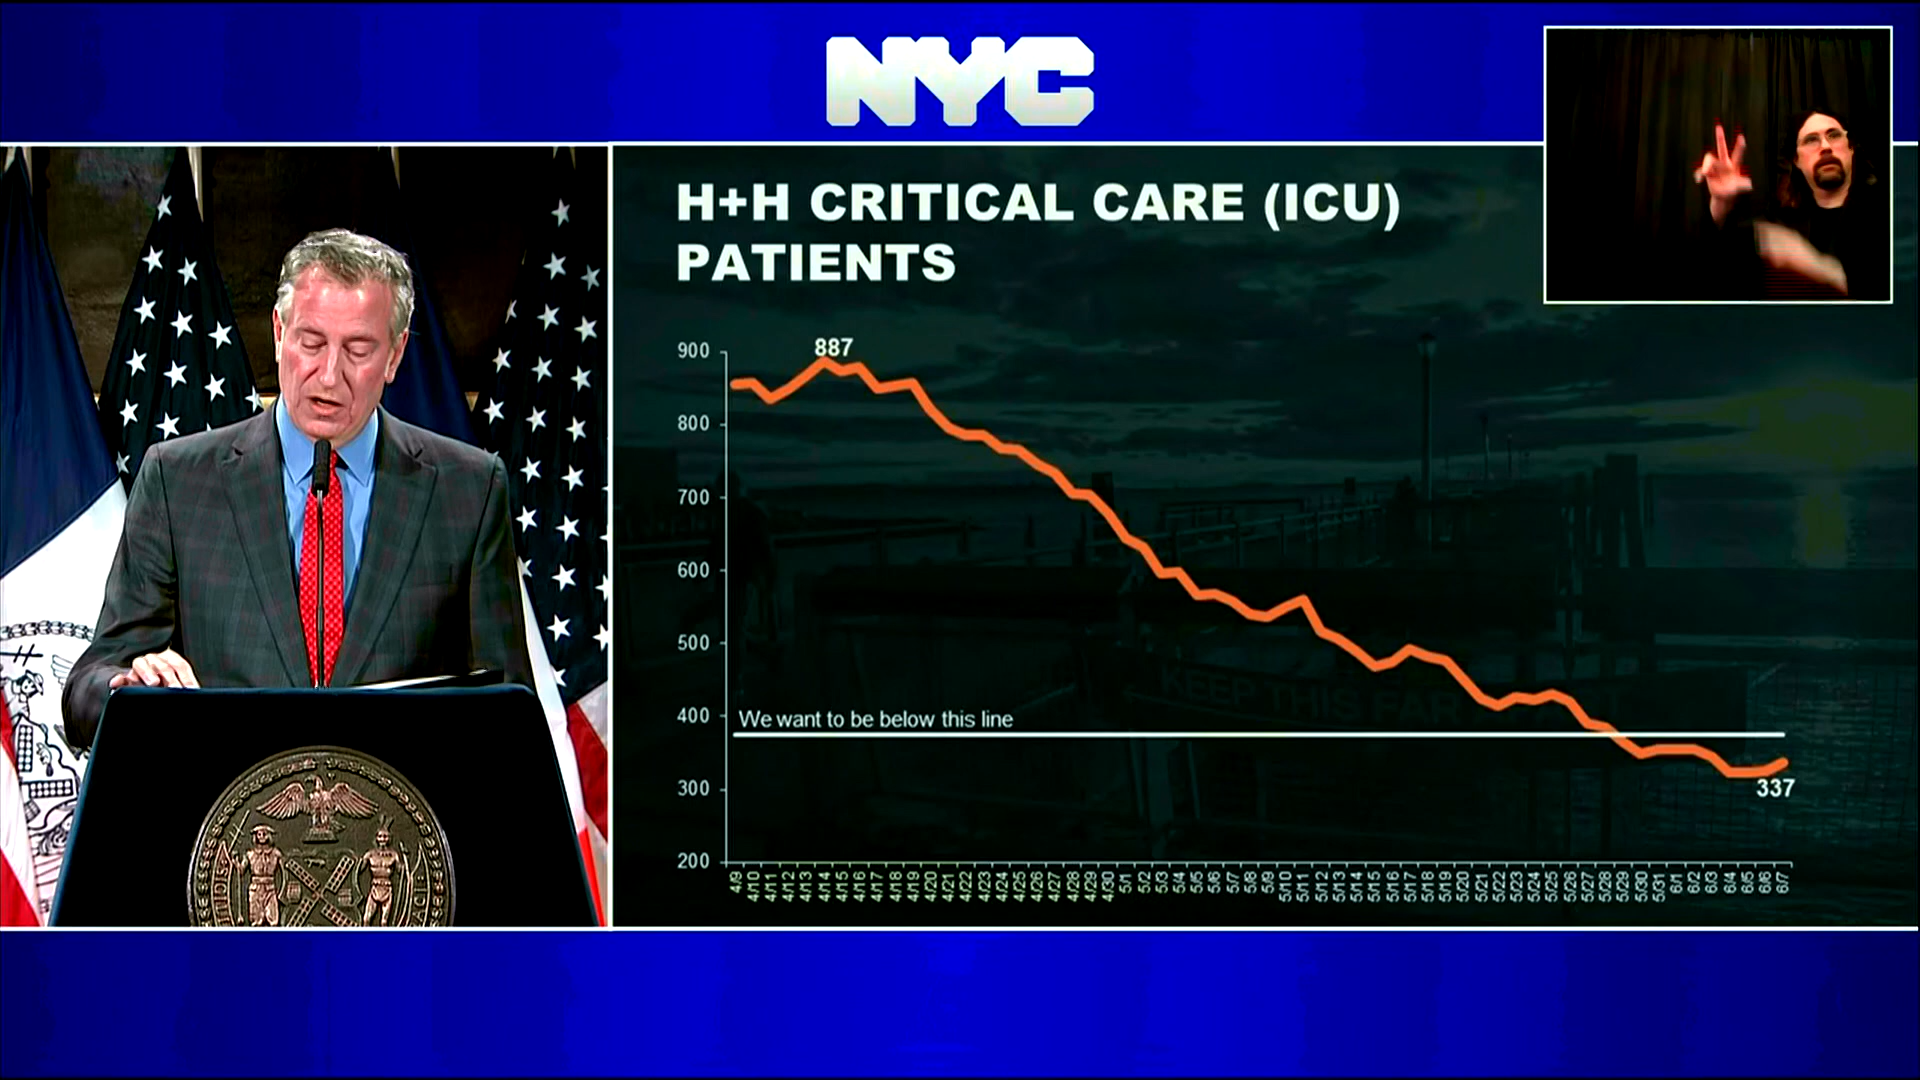 NYC
H+H CRITICAL CARE (ICU)
PATIENTS
900
887
800
700
600
500
KEEP THIS
400
We want to be below this line
300
337
200
4/9 4/10 4/11 4/12 4/13 4/14 4/15 4/16 4/17 4/18 4/19 4/20 4/21 4/22 4/23 4/24 4/25 4/26 4/27 4/28 4/29 4/30 5/1 5/2 5/3 5/4 5/5 5/6 5/7 5/8 5/9 5/10 5/11 5/12 5/13 5/14 5/15 5/16 5/17 5/18 5/19 5/20 5/21 5/22 5/23 5/24 5/25 5/26 5/27 5/28 5/29 5/30 5/31 6/1 6/2 6/3 6/4 6/5 6/6 6/7